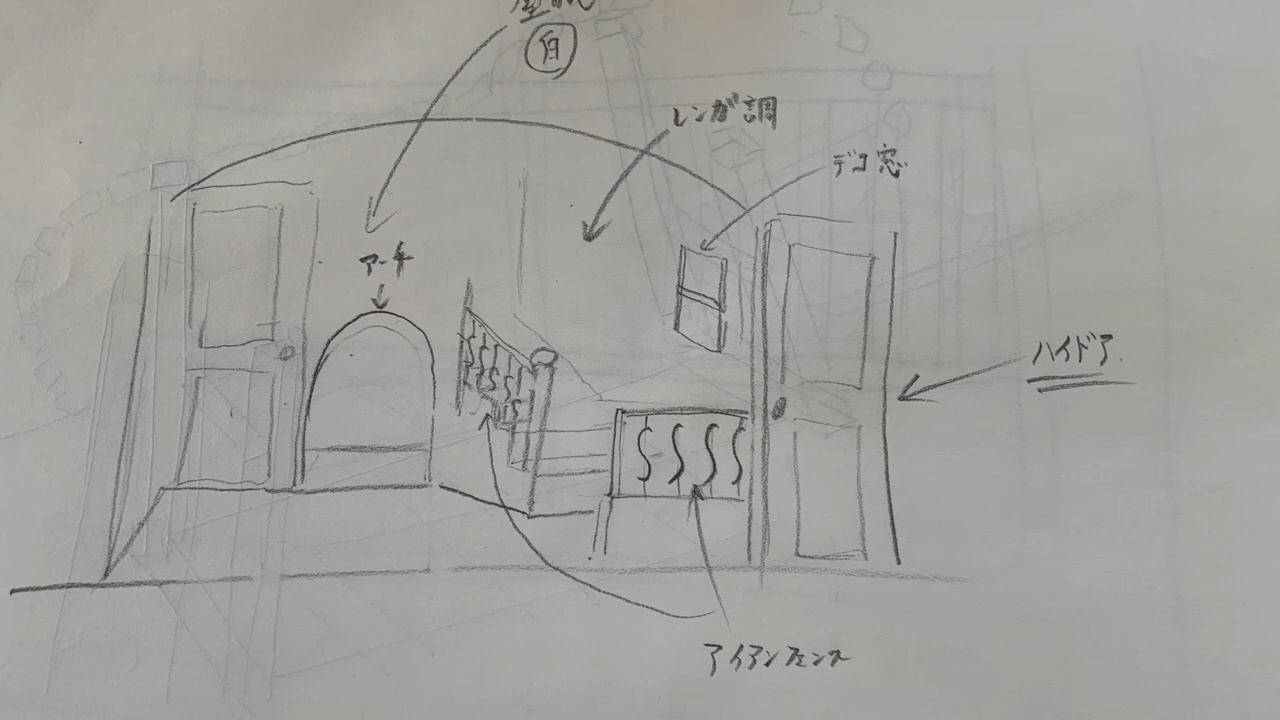 白
レンガ調
デコ窓
アーチ
ハイドア.
アイアンフェンス